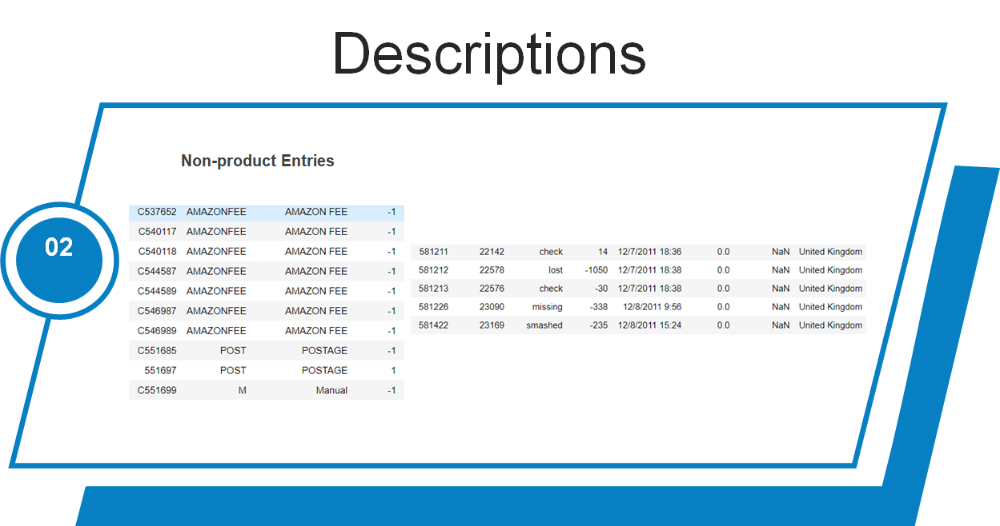 Descriptions
Non-product Entries
02
C537652 AMAZONFEE AMAZON FEE -1
C540117 AMAZONFEE AMAZON FEE -1
C540118 AMAZONFEE AMAZON FEE -1
C544587 AMAZONFEE AMAZON FEE -1
C544589 AMAZONFEE AMAZON FEE -1
C546987 AMAZONFEE AMAZON FEE -1
C546989 AMAZONFEE AMAZON FEE -1
C551685 POST POSTAGE -1
551697 POST POSTAGE 1
C551699 M Manual -1
581211 22142 check 14 12/7/2011 18:36 0.0 NaN United Kingdom
581212 22578 lost -1050 12/7/2011 18:38 0.0 NaN United Kingdom
581213 22576 check -30 12/7/2011 18:38 0.0 NaN United Kingdom
581226 23090 missing -338 12/8/2011 9:56 0.0 NaN United Kingdom
581422 23169 smashed -235 12/8/2011 15:24 0.0 NaN United Kingdom